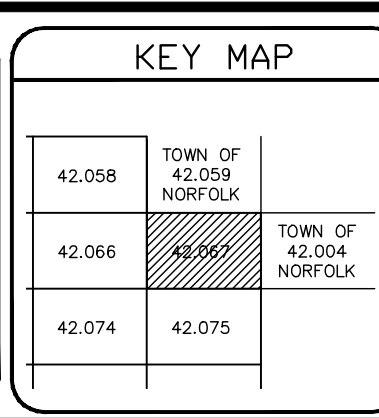 KEY MAP
42.058
TOWN OF
42.059
NORFOLK
42.066
42.067
TOWN OF
42.004
NORFOLK
42.074
42.075